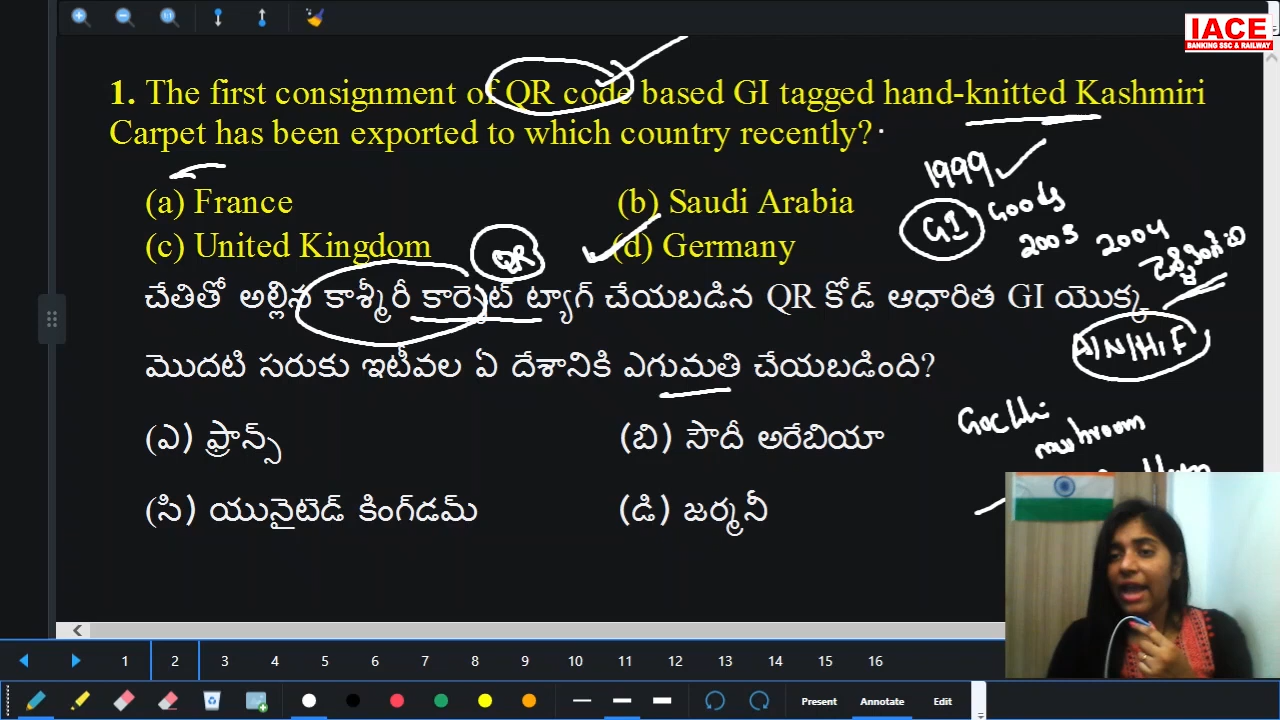 IACE
BANKING SSC & RAILWAY
1. The first consignment of QR code based GI tagged hand-knitted Kashmiri
Carpet has been exported to which country recently?
1999
(a) France (b) Saudi Arabia
GI Goods
2003 2004
(c) United Kingdom (d) Germany
QR
చేతితో అల్లిన కాశ్మీరీ కార్పెట్ ట్యాగ్ చేయబడిన QR కోడ్ ఆధారిత GI యొక్క
A/N/H/F
మొదటి సరుకు ఇటీవల ఏ దేశానికి ఎగుమతి చేయబడింది?
Gucchi
mushroom
(ఎ) ఫ్రాన్స్ (బి) సౌదీ అరేబియా
(సి) యునైటెడ్ కింగ్‌డమ్ (డి) జర్మనీ
1 2 3 4 5 6 7 8 9 10 11 12 13 14 15 16
Present Annotate Edit